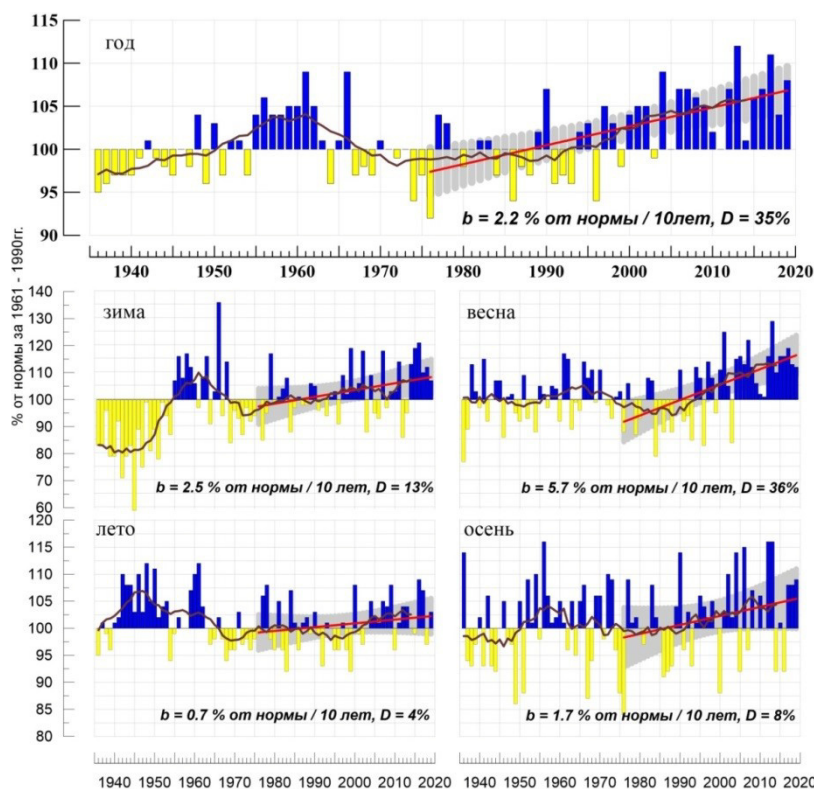 115
год
110
105
100
95
90
b = 2.2 % от нормы / 10лет, D = 35%
1940 1950 1960 1970 1980 1990 2000 2010 2020
% от нормы за 1961 - 1990гг.
140
зима
весна
130
120
110
100
90
80
70
60
b = 2.5 % от нормы / 10 лет, D = 13%
b = 5.7 % от нормы / 10 лет, D = 36%
120
лето
осень
115
110
105
100
95
90
85
80
b = 0.7 % от нормы / 10 лет, D = 4%
b = 1.7 % от нормы / 10 лет, D = 8%
1940 1950 1960 1970 1980 1990 2000 2010 2020
1940 1950 1960 1970 1980 1990 2000 2010 2020